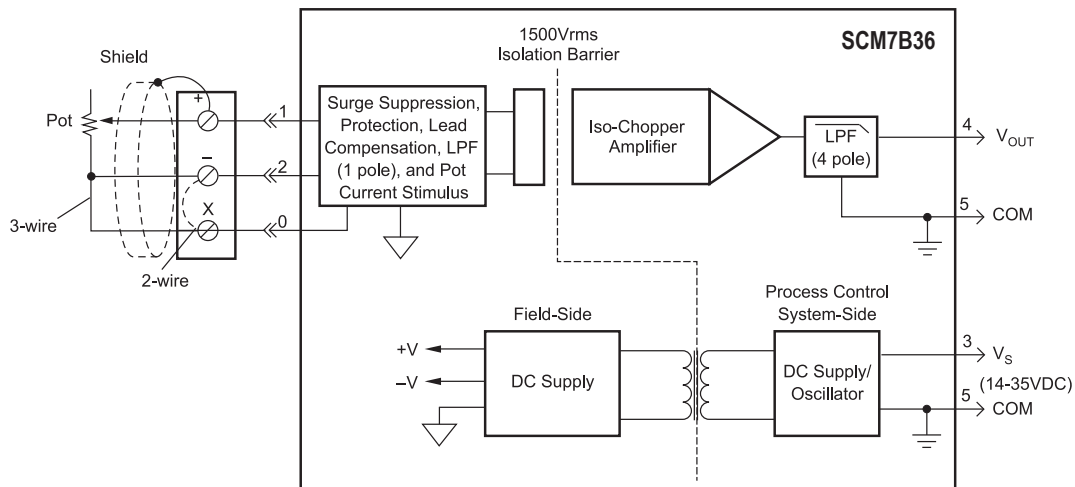 SCM7B36
1500Vrms
Isolation Barrier
Shield
Pot
+
–
X
1
2
0
3-wire
2-wire
Surge Suppression,
Protection, Lead
Compensation, LPF
(1 pole), and Pot
Current Stimulus
Iso-Chopper
Amplifier
LPF
(4 pole)
4
VOUT
5
COM
Field-Side
+V
–V
DC Supply
Process Control
System-Side
DC Supply/
Oscillator
3
VS
(14-35VDC)
5
COM